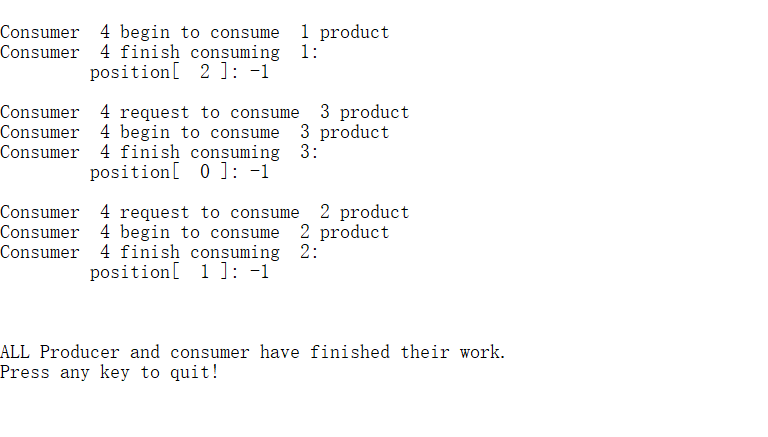 Consumer  4 begin to consume  1 product
Consumer  4 finish consuming  1:
         position[  2 ]: -1
Consumer  4 request to consume  3 product
Consumer  4 begin to consume  3 product
Consumer  4 finish consuming  3:
         position[  0 ]: -1
Consumer  4 request to consume  2 product
Consumer  4 begin to consume  2 product
Consumer  4 finish consuming  2:
         position[  1 ]: -1
ALL Producer and consumer have finished their work.
Press any key to quit!